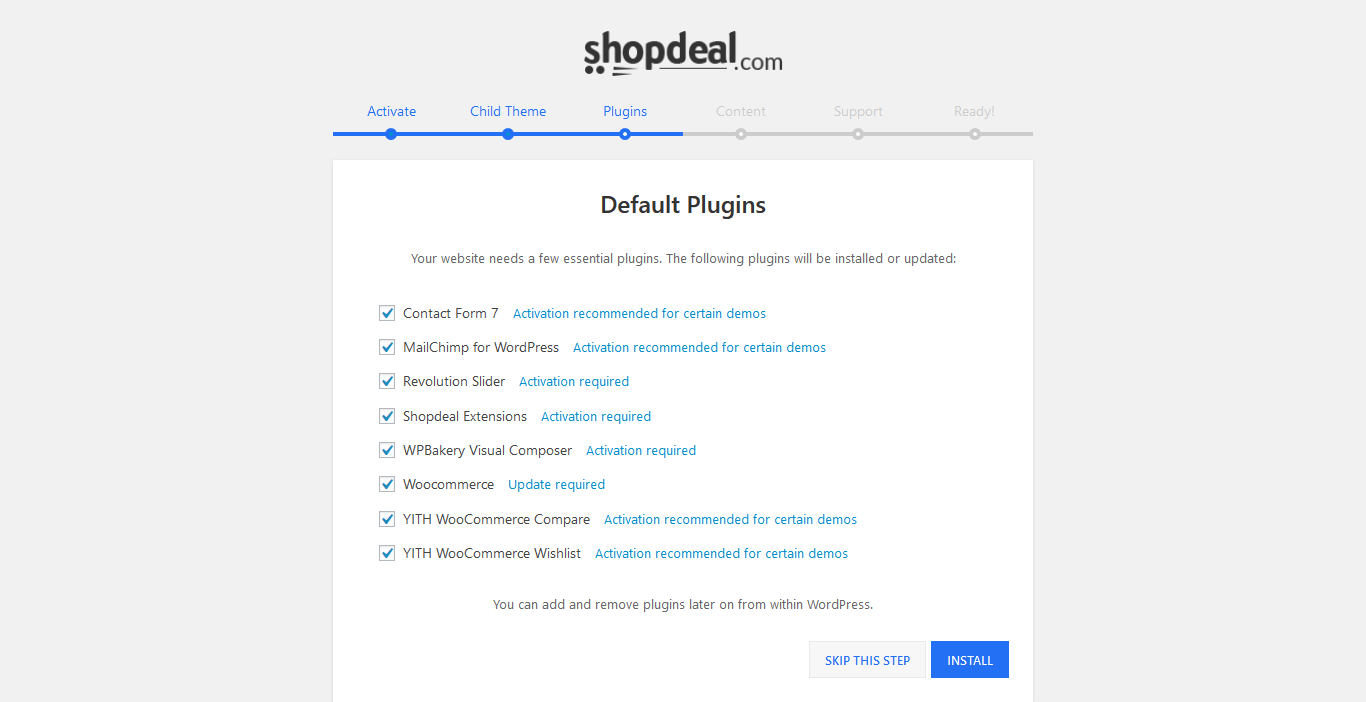 shopdeal.com
Activate Child Theme Plugins Content Support Ready!
Default Plugins
Your website needs a few essential plugins. The following plugins will be installed or updated:
Contact Form 7 Activation recommended for certain demos
MailChimp for WordPress Activation recommended for certain demos
Revolution Slider Activation required
Shopdeal Extensions Activation required
WPBakery Visual Composer Activation required
Woocommerce Update required
YITH WooCommerce Compare Activation recommended for certain demos
YITH WooCommerce Wishlist Activation recommended for certain demos
You can add and remove plugins later on from within WordPress.
SKIP THIS STEP INSTALL